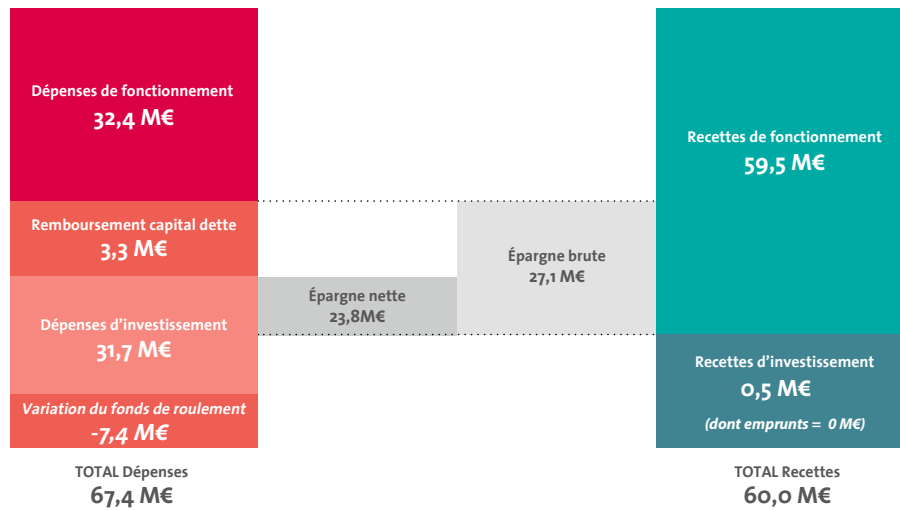 Dépenses de fonctionnement
32,4 M€
Remboursement capital dette
3,3 M€
Dépenses d’investissement
31,7 M€
Variation du fonds de roulement
-7,4 M€
TOTAL Dépenses
67,4 M€
Épargne nette
23,8M€
Épargne brute
27,1 M€
Recettes de fonctionnement
59,5 M€
Recettes d’investissement
0,5 M€
(dont emprunts = 0 M€)
TOTAL Recettes
60,0 M€